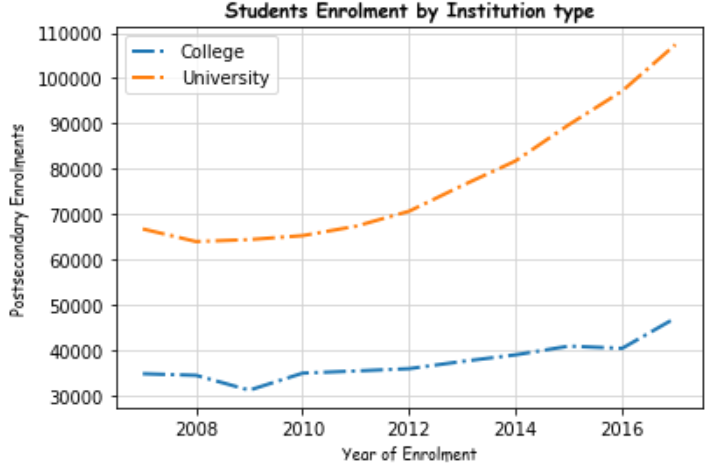 Students Enrolment by Institution type
110000
100000
90000
80000
70000
60000
50000
40000
30000
College
University
Postsecondary Enrolments
2008 2010 2012 2014 2016
Year of Enrolment